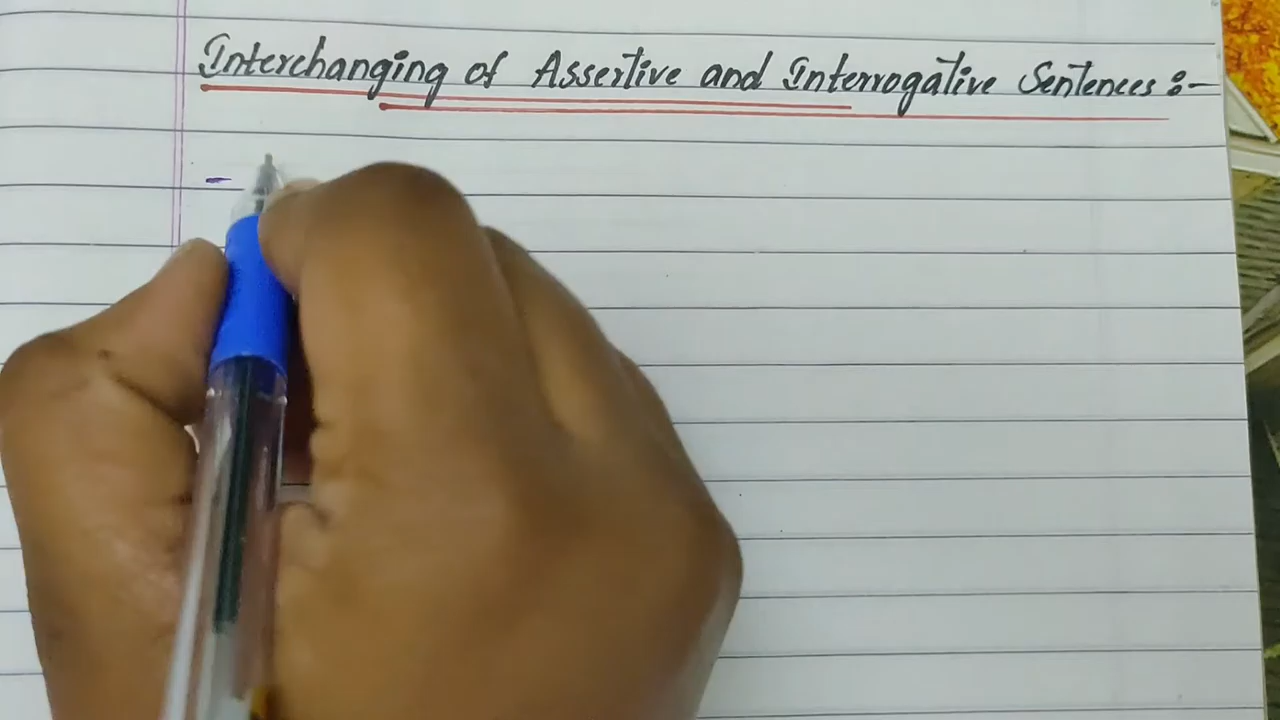 Interchanging of Assertive and Interrogative Sentences :-